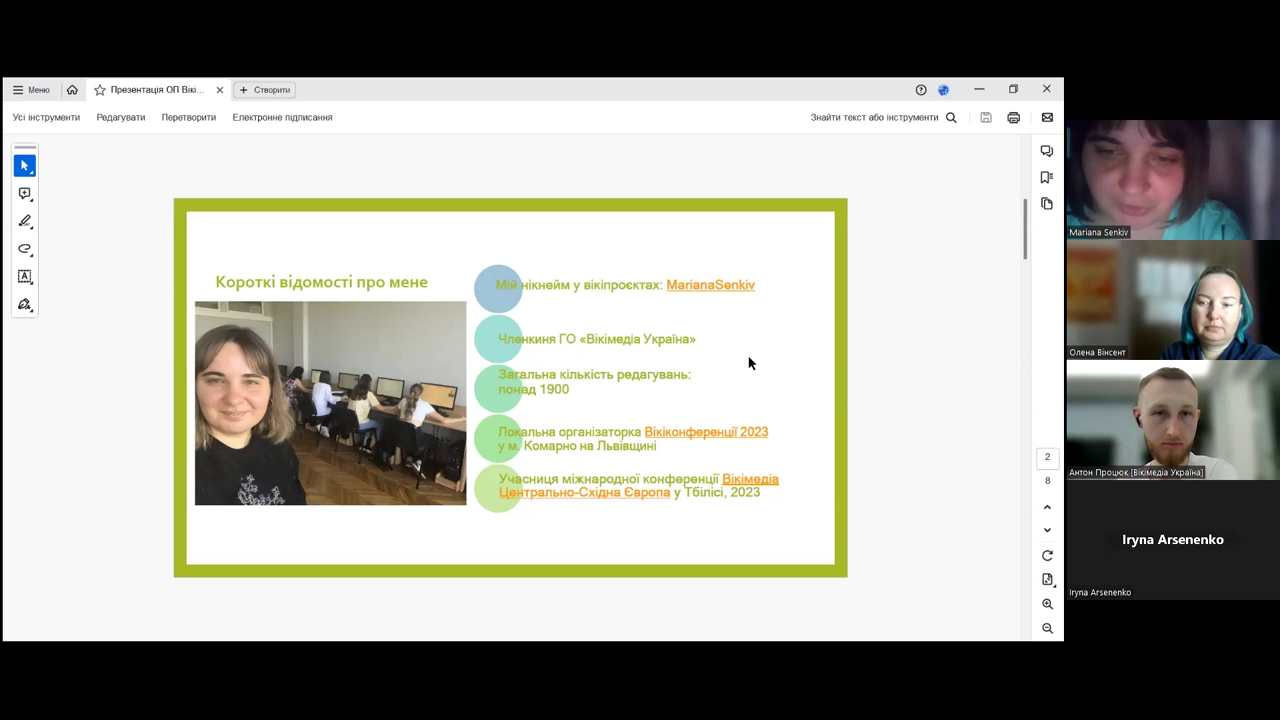 Меню
Презентація ОП Вікі...
Створити
Усі інструменти
Редагувати
Перетворити
Електронне підписання
Знайти текст або інструменти
Короткі відомості про мене
Мій нікнейм у вікіпроєктах: MarianaSenkiv
Членкиня ГО «Вікімедіа Україна»
Загальна кількість редагувань:
понад 1900
Локальна організаторка Вікіконференції 2023
у м. Комарно на Львівщині
Учасниця міжнародної конференції Вікімедіа
Центрально-Східна Європа у Тбілісі, 2023
2
8
Mariana Senkiv
Олена Вінсент
Антон Процюк [Вікімедіа Україна]
Iryna Arsenenko
Iryna Arsenenko